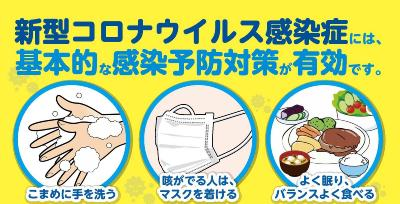 新型コロナウイルス感染症には、
基本的な感染予防対策が有効です。
こまめに手を洗う
咳がでる人は、
マスクを着ける
よく眠り、
バランスよく食べる